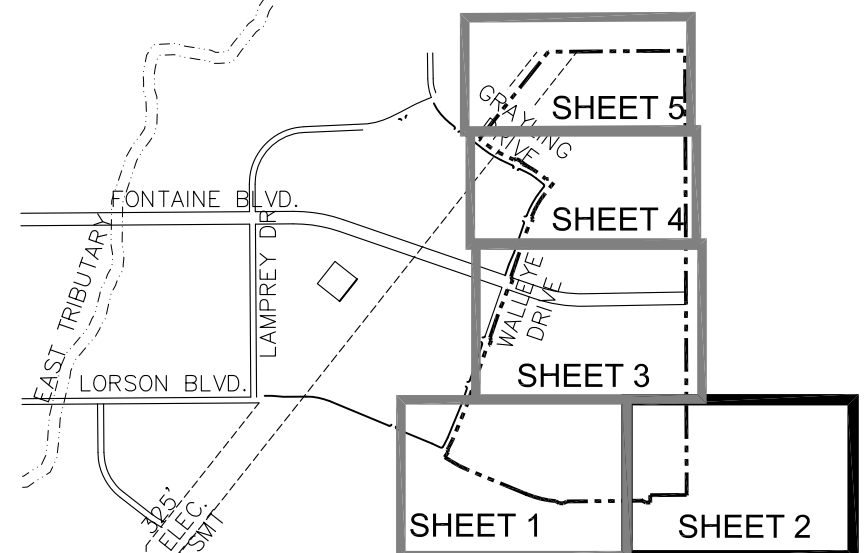 GRAYLING
DRIVE
SHEET 5
FONTAINE BLVD.
SHEET 4
EAST TRIBUTARY
LAMPREY DR
WALLEYE
DRIVE
LORSON BLVD.
SHEET 3
325'
ELEC.
SMT
SHEET 1
SHEET 2